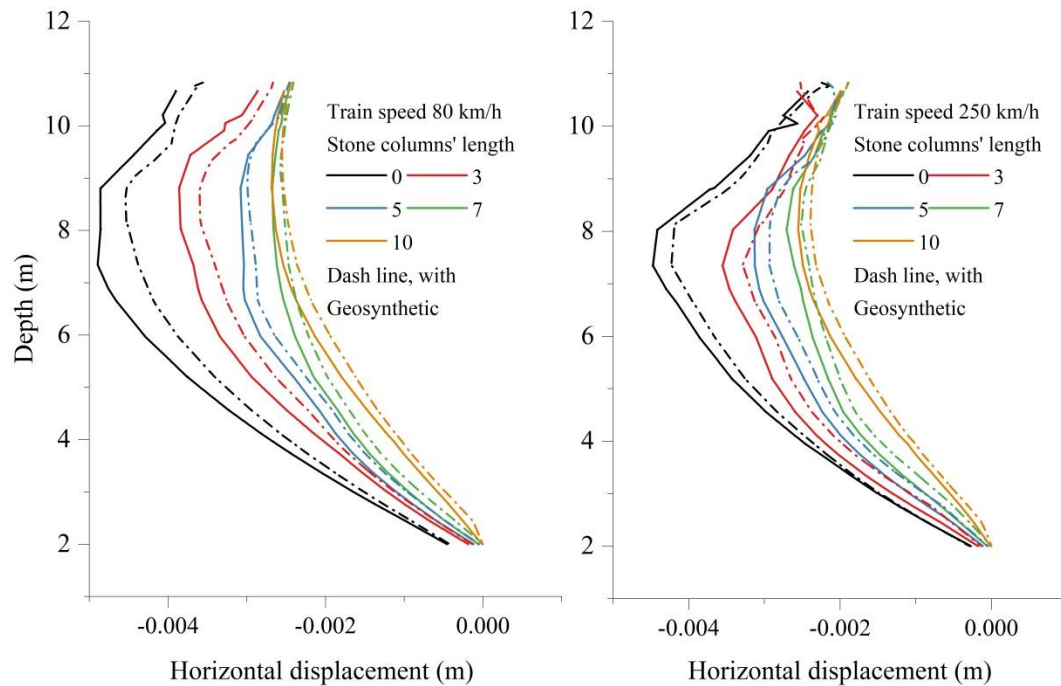 12
10
8
6
4
2
Depth (m)
-0.004
-0.002
0.000
Horizontal displacement (m)
Train speed 80 km/h
Stone columns' length
0 3
5 7
10
Dash line, with
Geosynthetic
12
10
8
6
4
2
-0.004
-0.002
0.000
Horizontal displacement (m)
Train speed 250 km/h
Stone columns' length
0 3
5 7
10
Dash line, with
Geosynthetic